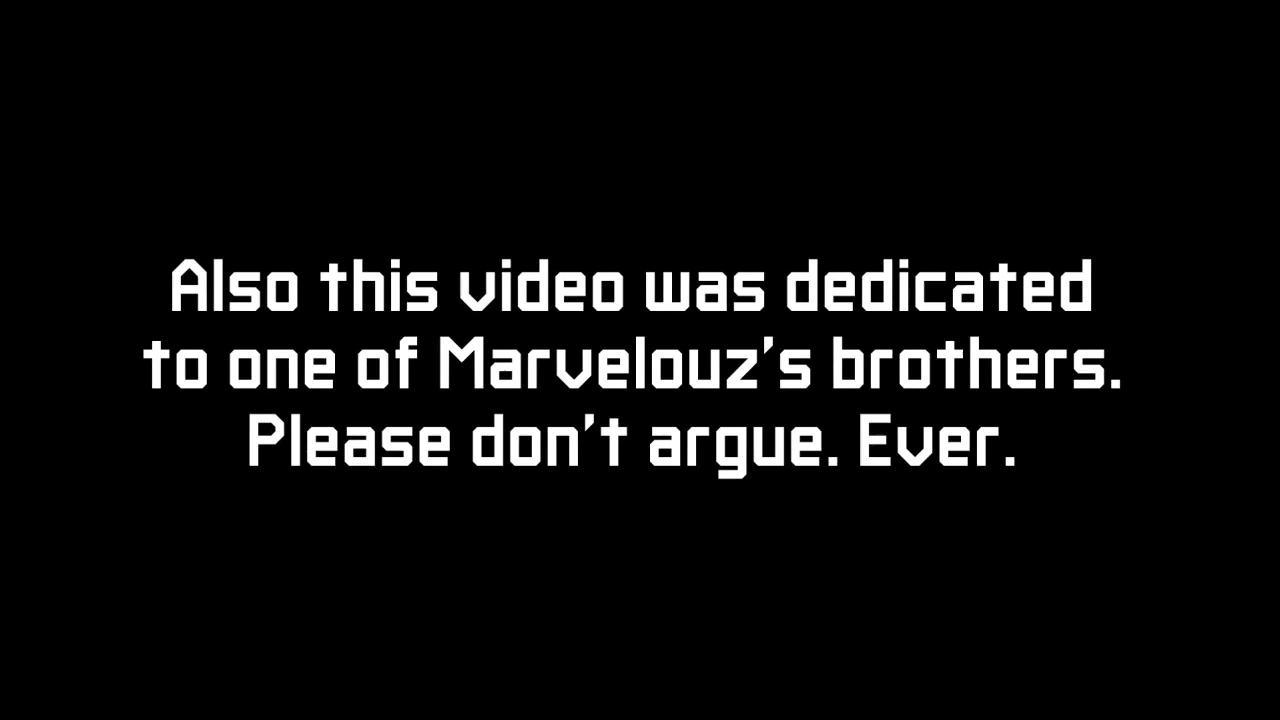 Also this video was dedicated
to one of Marvelouz's brothers.
Please don't argue. Ever.